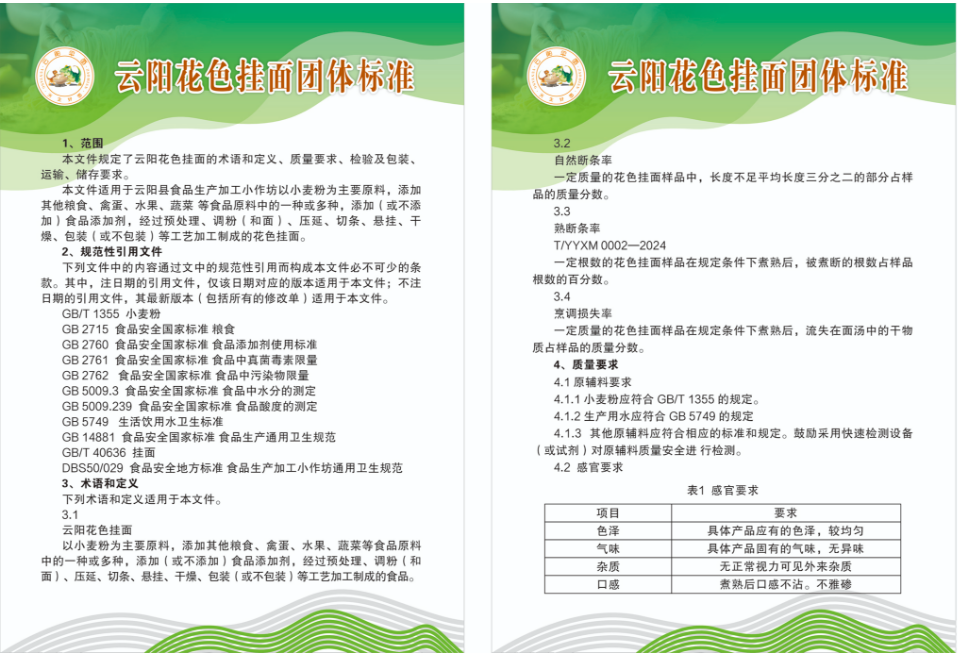 云阳花色挂面团体标准
1、范围
本文件规定了云阳花色挂面的术语和定义、质量要求、检验及包装、
运输、储存要求。
本文件适用于云阳县食品生产加工小作坊以小麦粉为主要原料，添加
其他粮食、禽蛋、水果、蔬菜 等食品原料中的一种或多种，添加（或不添
加）食品添加剂，经过预处理、调粉（和面）、压延、切条、悬挂、干
燥、包装（或不包装）等工艺加工制成的花色挂面。
2、规范性引用文件
下列文件中的内容通过文中的规范性引用而构成本文件必不可少的条
款。其中，注日期的引用文件，仅该日期对应的版本适用于本文件；不注
日期的引用文件，其最新版本（包括所有的修改单）适用于本文件。
GB/T 1355 小麦粉
GB 2715 食品安全国家标准 粮食
GB 2760 食品安全国家标准 食品添加剂使用标准
GB 2761 食品安全国家标准 食品中真菌毒素限量
GB 2762 食品安全国家标准 食品中污染物限量
GB 5009.3 食品安全国家标准 食品中水分的测定
GB 5009.239 食品安全国家标准 食品酸度的测定
GB 5749 生活饮用水卫生标准
GB 14881 食品安全国家标准 食品生产通用卫生规范
GB/T 40636 挂面
DBS50/029 食品安全地方标准 食品生产加工小作坊通用卫生规范
3、术语和定义
下列术语和定义适用于本文件。
3.1
云阳花色挂面
以小麦粉为主要原料，添加其他粮食、禽蛋、水果、蔬菜等食品原料
中的一种或多种，添加（或不添加）食品添加剂，经过预处理、调粉（和
面）、压延、切条、悬挂、干燥、包装（或不包装）等工艺加工制成的食品。
云阳花色挂面团体标准
3.2
自然断条率
一定质量的花色挂面样品中，长度不足平均长度三分之二的部分占样
品的质量分数。
3.3
熟断条率
T/YYXM 0002—2024
一定根数的花色挂面样品在规定条件下煮熟后，被煮断的根数占样品
根数的百分数。
3.4
烹调损失率
一定质量的花色挂面样品在规定条件下煮熟后，流失在面汤中的干物
质占样品的质量分数。
4、质量要求
4.1 原辅料要求
4.1.1 小麦粉应符合 GB/T 1355 的规定。
4.1.2 生产用水应符合 GB 5749 的规定
4.1.3 其他原辅料应符合相应的标准和规定。鼓励采用快速检测设备
（或试剂）对原辅料质量安全进 行检测。
4.2 感官要求
表1 感官要求
项目 要求
色泽 具体产品应有的色泽，较均匀
气味 具体产品固有的气味，无异味
杂质 无正常视力可见外来杂质
口感 煮熟后口感不沾。不雅碜